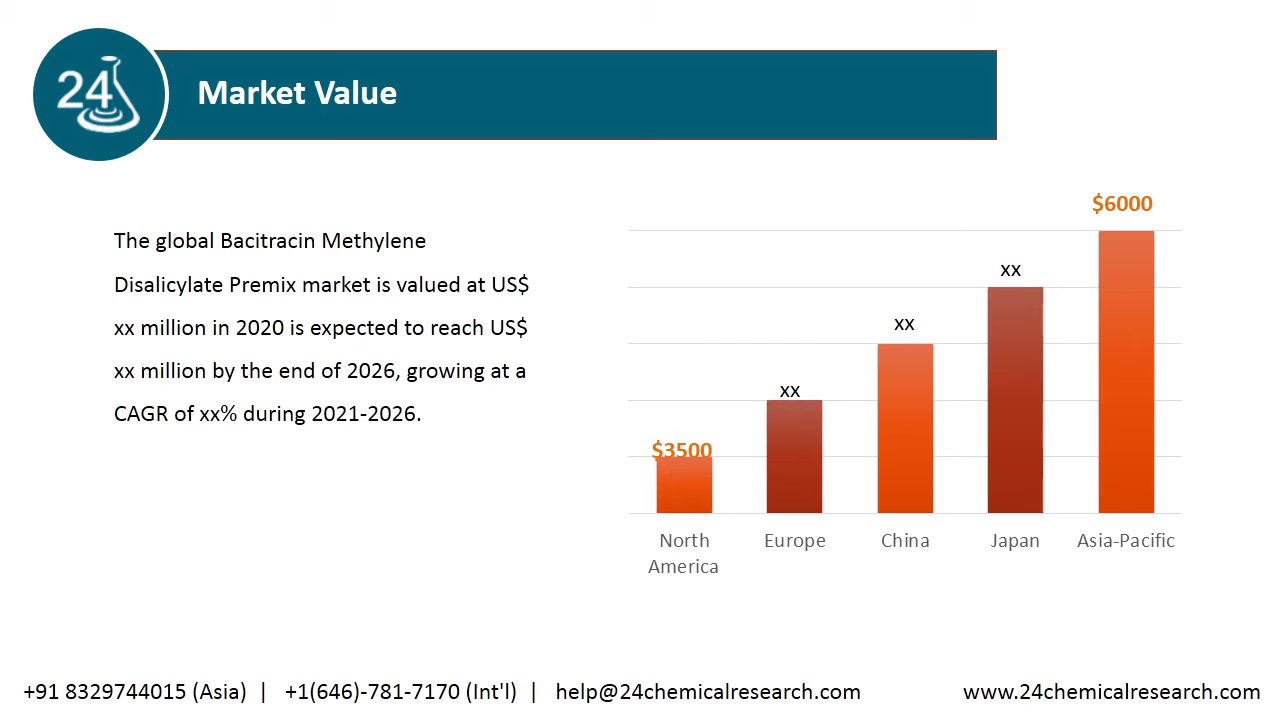 24
Market Value
The global Bacitracin Methylene
Disalicylate Premix market is valued at US$
xx million in 2020 is expected to reach US$
xx million by the end of 2026, growing at a
CAGR of xx% during 2021-2026.
$6000
xx
xx
xx
$3500
North
America
Europe
China
Japan
Asia-Pacific
+91 8329744015 (Asia) | +1(646)-781-7170 (Int'l) | help@24chemicalresearch.com www.24chemicalresearch.com